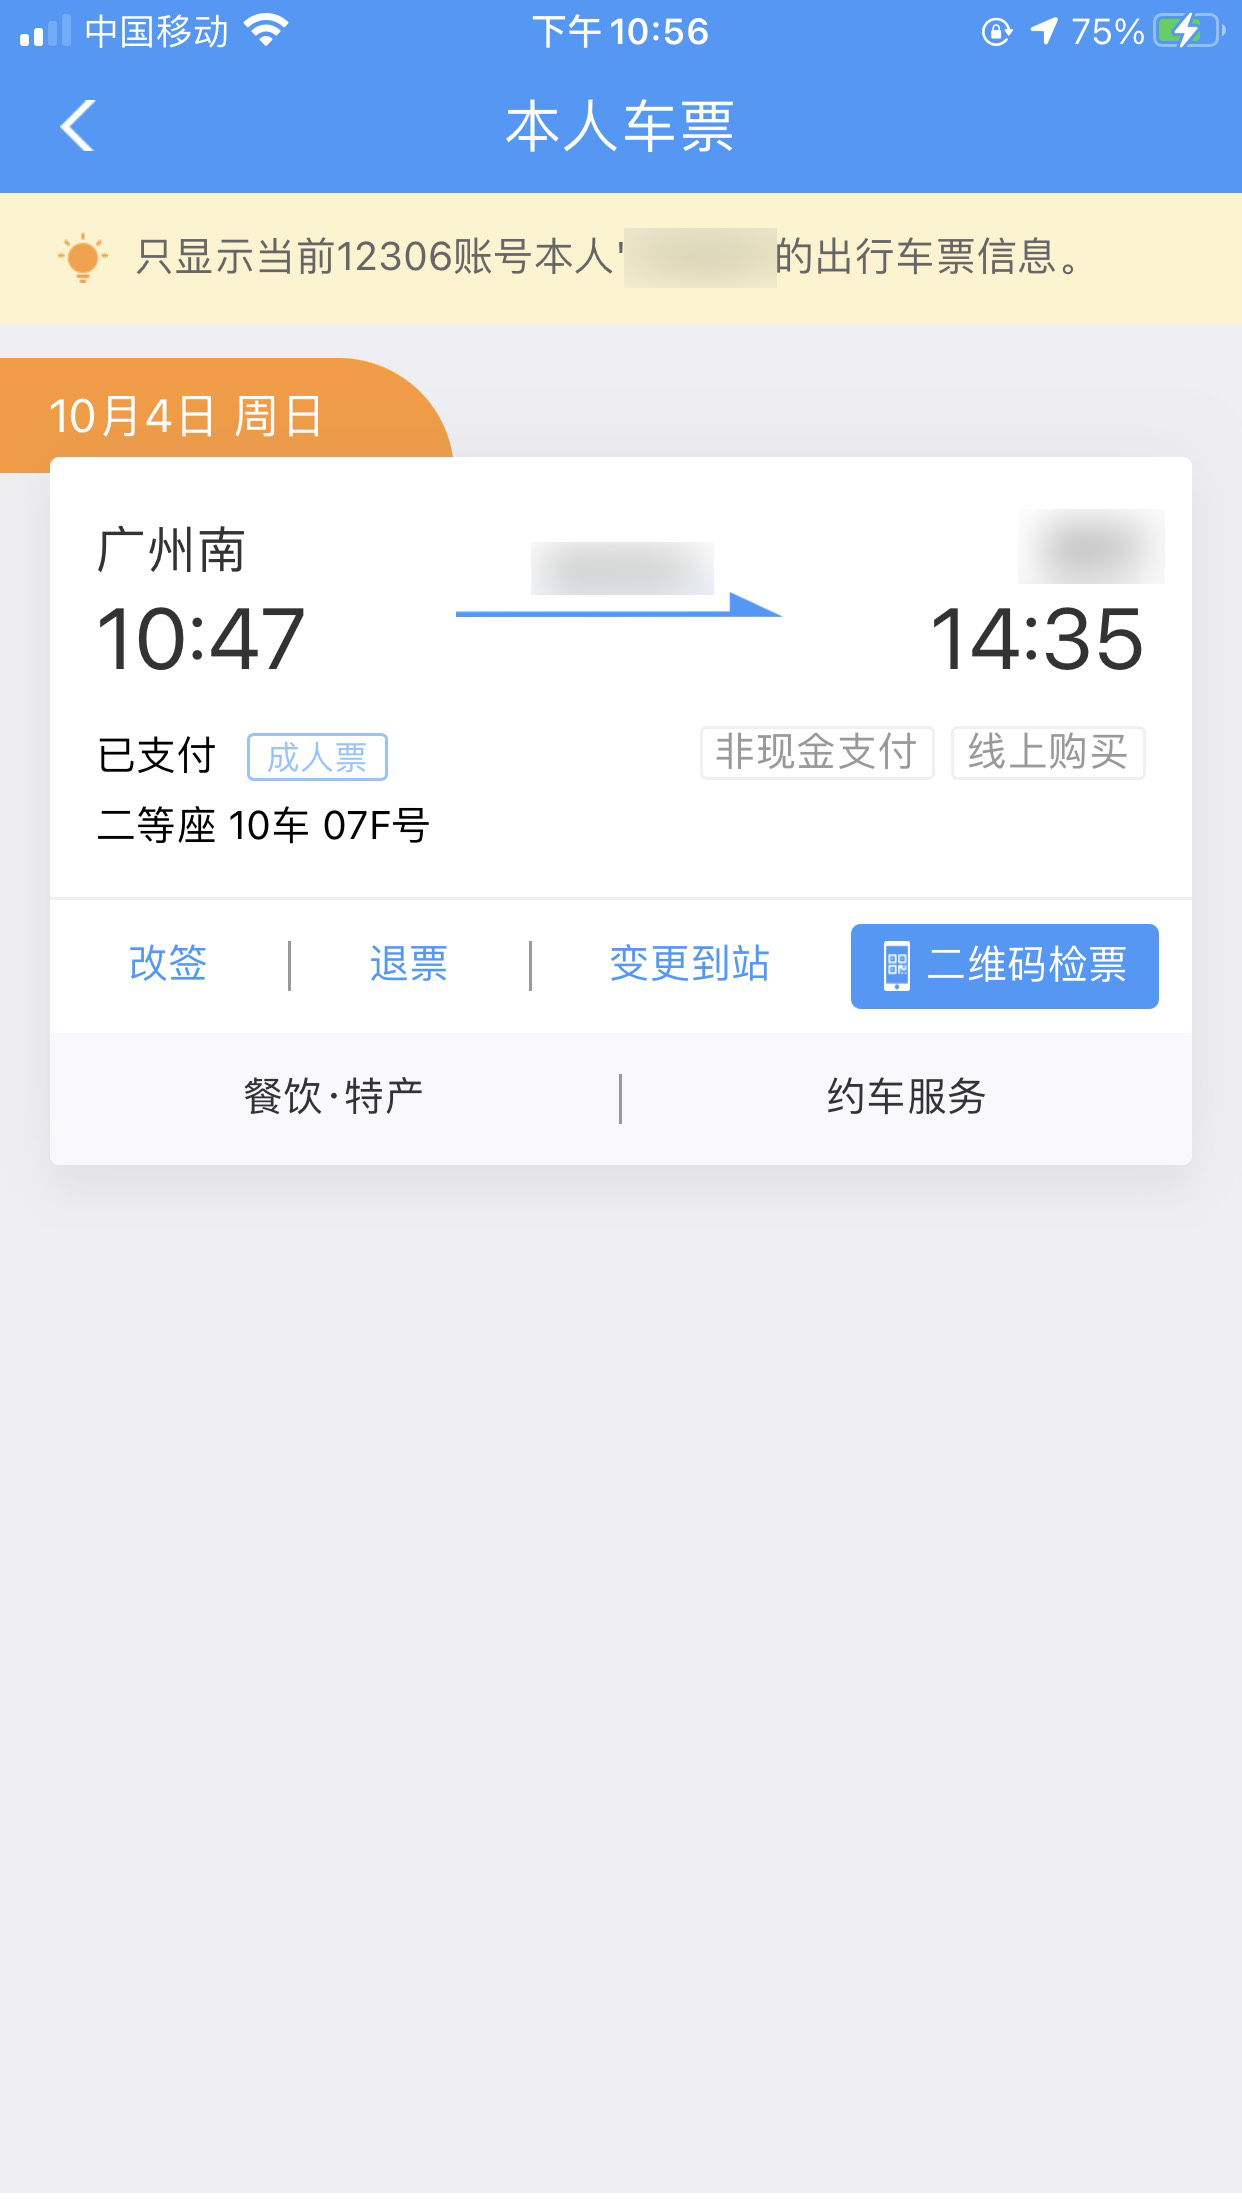 中国移动 下午10:56 75%
本人车票
只显示当前12306账号本人'的出行车票信息。
10月4日 周日
广州南
10:47 14:35
已支付 成人票 非现金支付 线上购买
二等座 10车 07F号
改签 退票 变更到站 二维码检票
餐饮·特产 约车服务